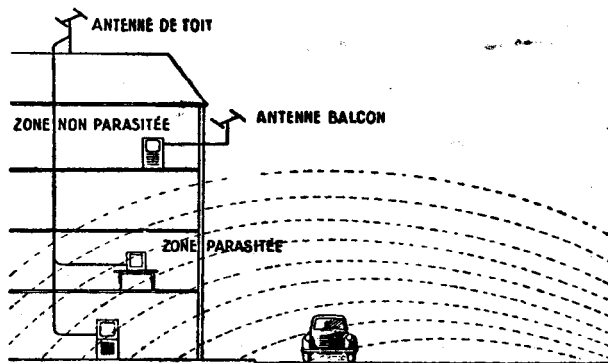 ANTENNE DE TOIT
ANTENNE BALCON
ZONE NON PARASITÉE
ZONE PARASITÉE